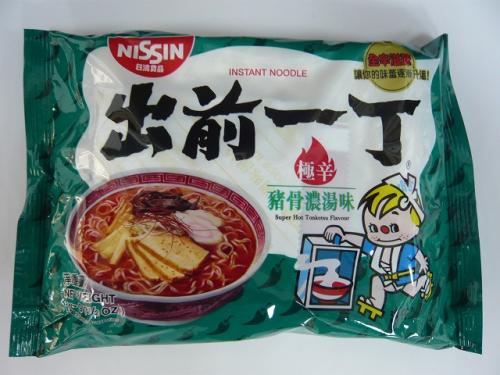 NISSIN
日清食品
INSTANT NOODLE
出前一丁
極辛
豬骨濃湯味
Super Hot Tonkotsu Flavour